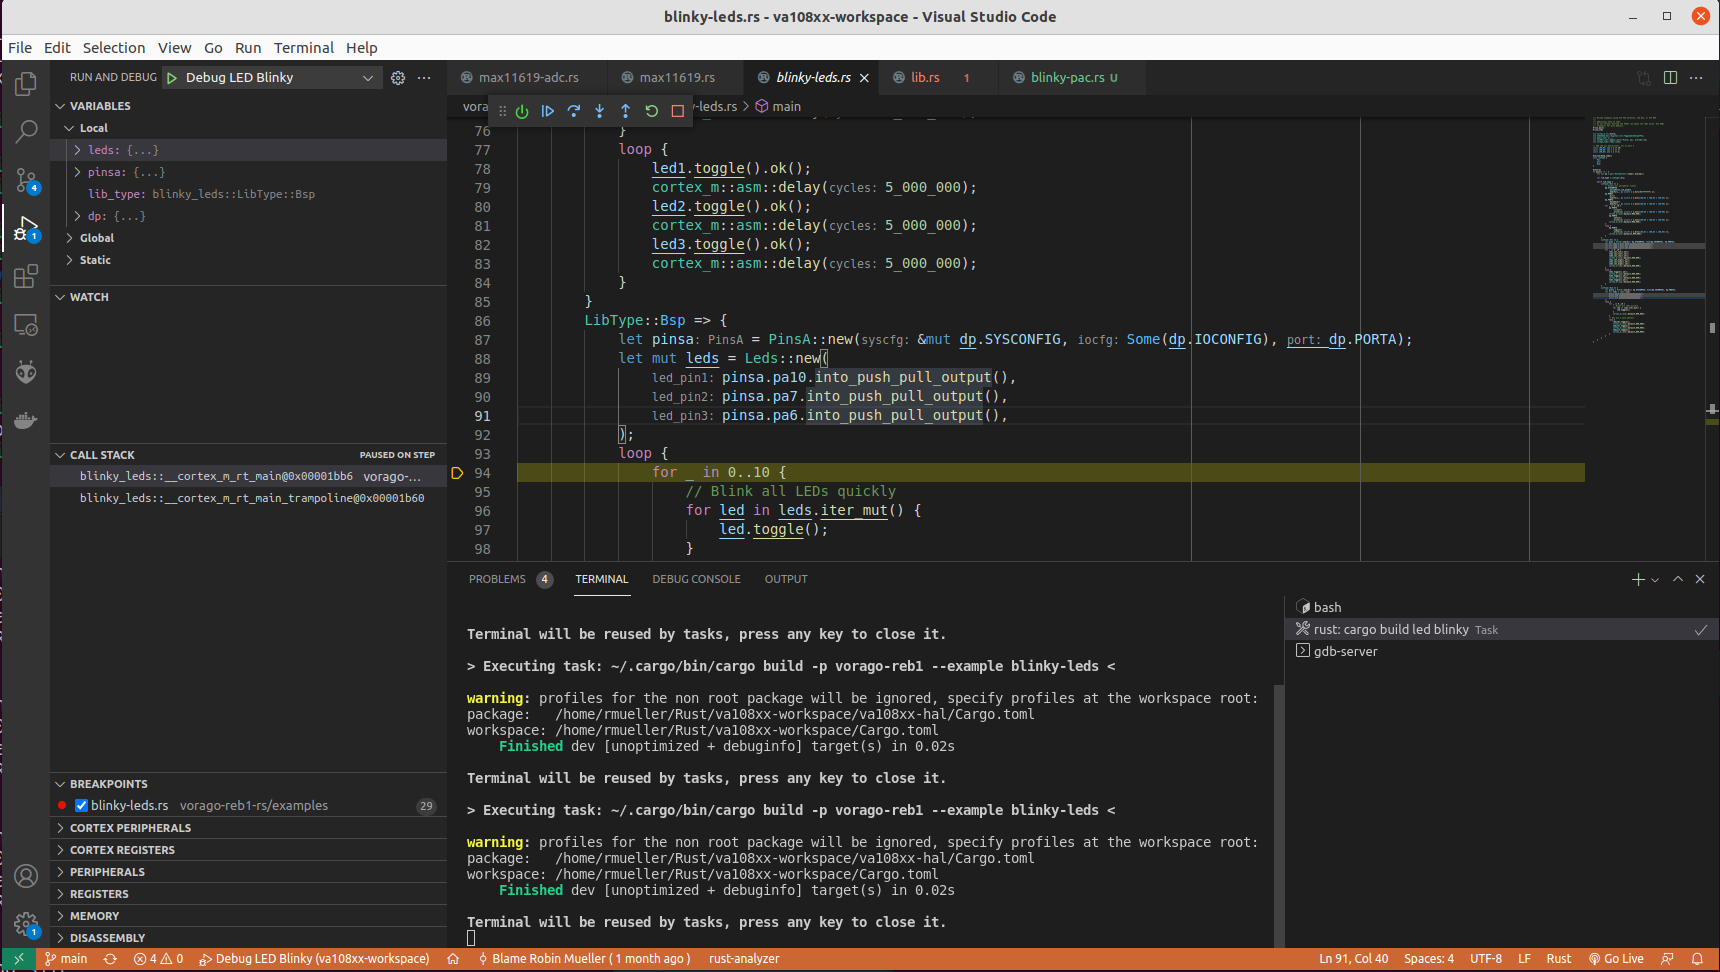 blinky-leds.rs - va108xx-workspace - Visual Studio Code
File Edit Selection View Go Run Terminal Help
RUN AND DEBUG Debug LED Blinky
VARIABLES
Local
leds: {...}
pinsa: {...}
lib_type: blinky_leds::LibType::Bsp
dp: {...}
Global
Static
WATCH
CALL STACK PAUSED ON STEP
blinky_leds::__cortex_m_rt_main@0x00001bb6 vorago-...
blinky_leds::__cortex_m_rt_main_trampoline@0x00001b60
BREAKPOINTS
blinky-leds.rs vorago-reb1-rs/examples 29
CORTEX PERIPHERALS
CORTEX REGISTERS
PERIPHERALS
REGISTERS
MEMORY
DISASSEMBLY
4
1
1
max11619-adc.rs max11619.rs blinky-leds.rs lib.rs 1 blinky-pac.rs U
vora -leds.rs > main
76 }
77 loop {
78 led1.toggle().ok();
79 cortex_m::asm::delay(cycles: 5_000_000);
80 led2.toggle().ok();
81 cortex_m::asm::delay(cycles: 5_000_000);
82 led3.toggle().ok();
83 cortex_m::asm::delay(cycles: 5_000_000);
84 }
85 }
86 LibType::Bsp => {
87 let pinsa: PinsA = PinsA::new(syscfg: &mut dp.SYSCONFIG, iocfg: Some(dp.IOCONFIG), port: dp.PORTA);
88 let mut leds = Leds::new(
89 led_pin1: pinsa.pa10.into_push_pull_output(),
90 led_pin2: pinsa.pa7.into_push_pull_output(),
91 led_pin3: pinsa.pa6.into_push_pull_output(),
92 );
93 loop {
94 for _ in 0..10 {
95 // Blink all LEDs quickly
96 for led in leds.iter_mut() {
97 led.toggle();
98 }
PROBLEMS 4 TERMINAL DEBUG CONSOLE OUTPUT
Terminal will be reused by tasks, press any key to close it.
> Executing task: ~/.cargo/bin/cargo build -p vorago-reb1 --example blinky-leds <
warning: profiles for the non root package will be ignored, specify profiles at the workspace root:
package: /home/rmueller/Rust/va108xx-workspace/va108xx-hal/Cargo.toml
workspace: /home/rmueller/Rust/va108xx-workspace/Cargo.toml
Finished dev [unoptimized + debuginfo] target(s) in 0.02s
Terminal will be reused by tasks, press any key to close it.
> Executing task: ~/.cargo/bin/cargo build -p vorago-reb1 --example blinky-leds <
warning: profiles for the non root package will be ignored, specify profiles at the workspace root:
package: /home/rmueller/Rust/va108xx-workspace/va108xx-hal/Cargo.toml
workspace: /home/rmueller/Rust/va108xx-workspace/Cargo.toml
Finished dev [unoptimized + debuginfo] target(s) in 0.02s
Terminal will be reused by tasks, press any key to close it.
bash
rust: cargo build led blinky Task
gdb-server
main 4 0 Debug LED Blinky (va108xx-workspace) Blame Robin Mueller ( 1 month ago ) rust-analyzer Ln 91, Col 40 Spaces: 4 UTF-8 LF Rust Go Live